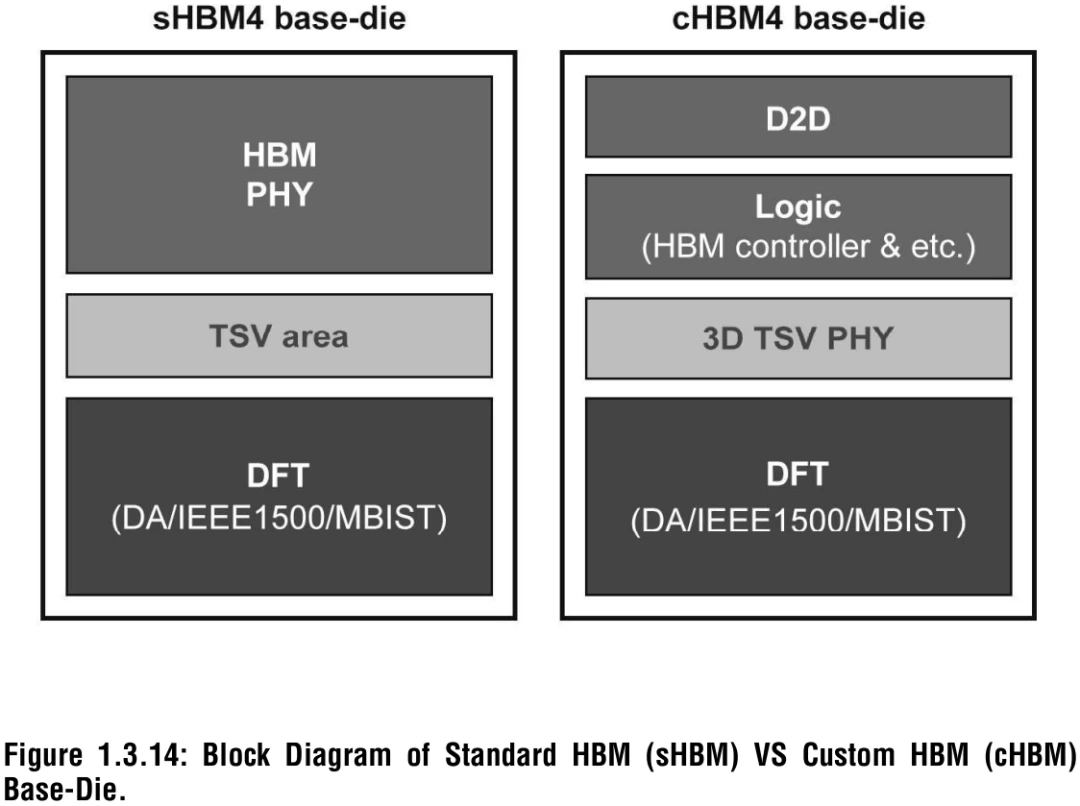 sHBM4 base-die
HBM
PHY
TSV area
DFT
(DA/IEEE1500/MBIST)
cHBM4 base-die
D2D
Logic
(HBM controller & etc.)
3D TSV PHY
DFT
(DA/IEEE1500/MBIST)
Figure 1.3.14: Block Diagram of Standard HBM (sHBM) VS Custom HBM (cHBM)
Base-Die.